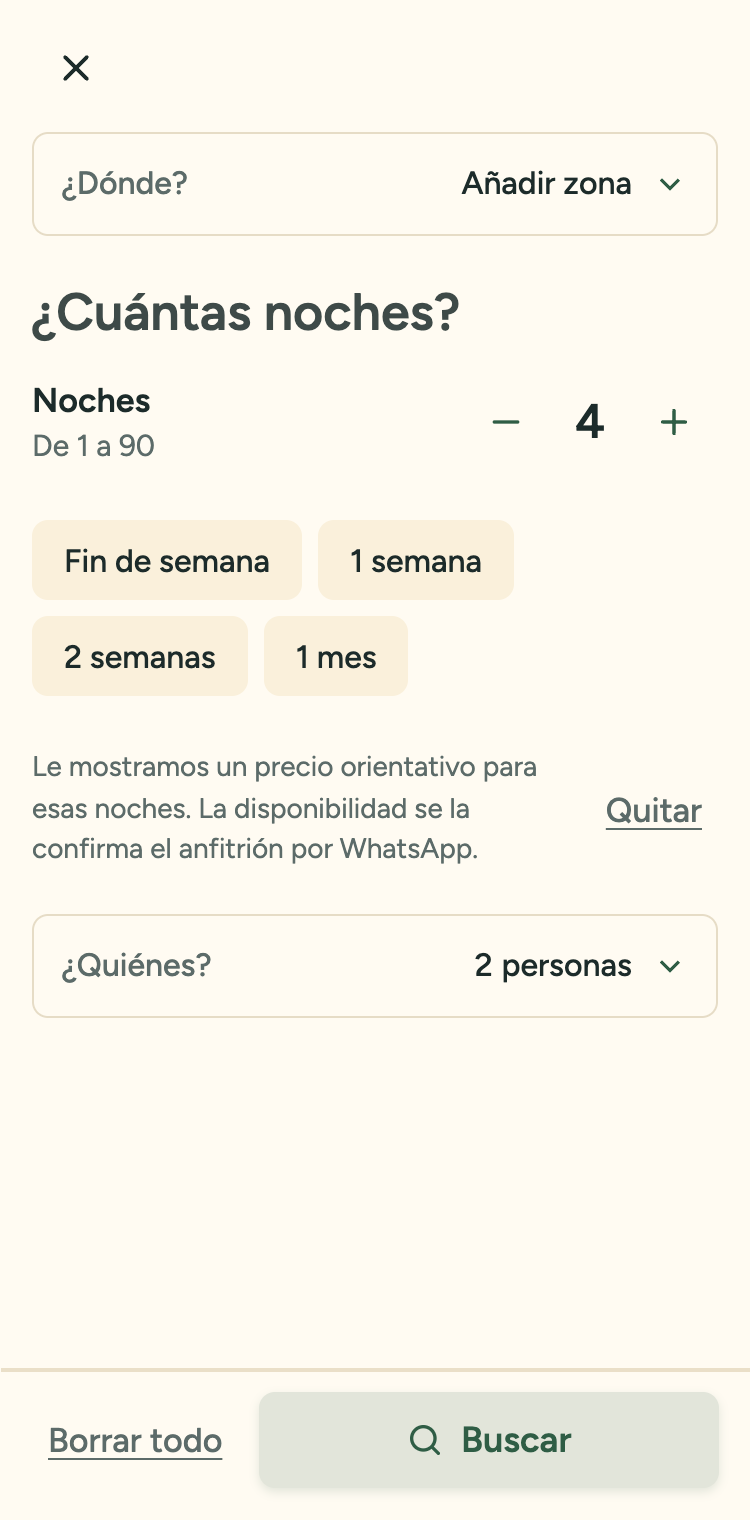 ¿Dónde? Añadir zona
¿Cuántas noches?
Noches
De 1 a 90
4
Fin de semana
1 semana
2 semanas
1 mes
Le mostramos un precio orientativo para
esas noches. La disponibilidad se la
confirma el anfitrión por WhatsApp.
Quitar
¿Quiénes? 2 personas
Borrar todo
Buscar